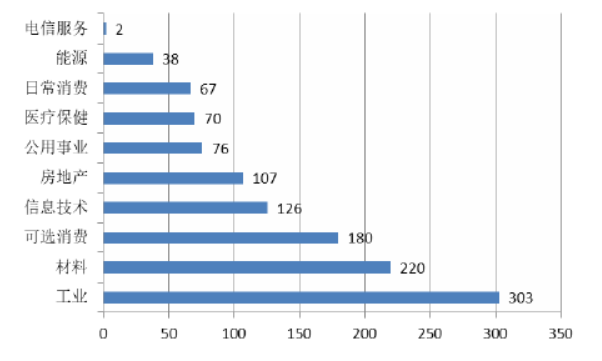 电信服务 2
能源 38
日常消费 67
医疗保健 70
公用事业 76
房地产 107
信息技术 126
可选消费 180
材料 220
工业 303
0 50 100 150 200 250 300 350